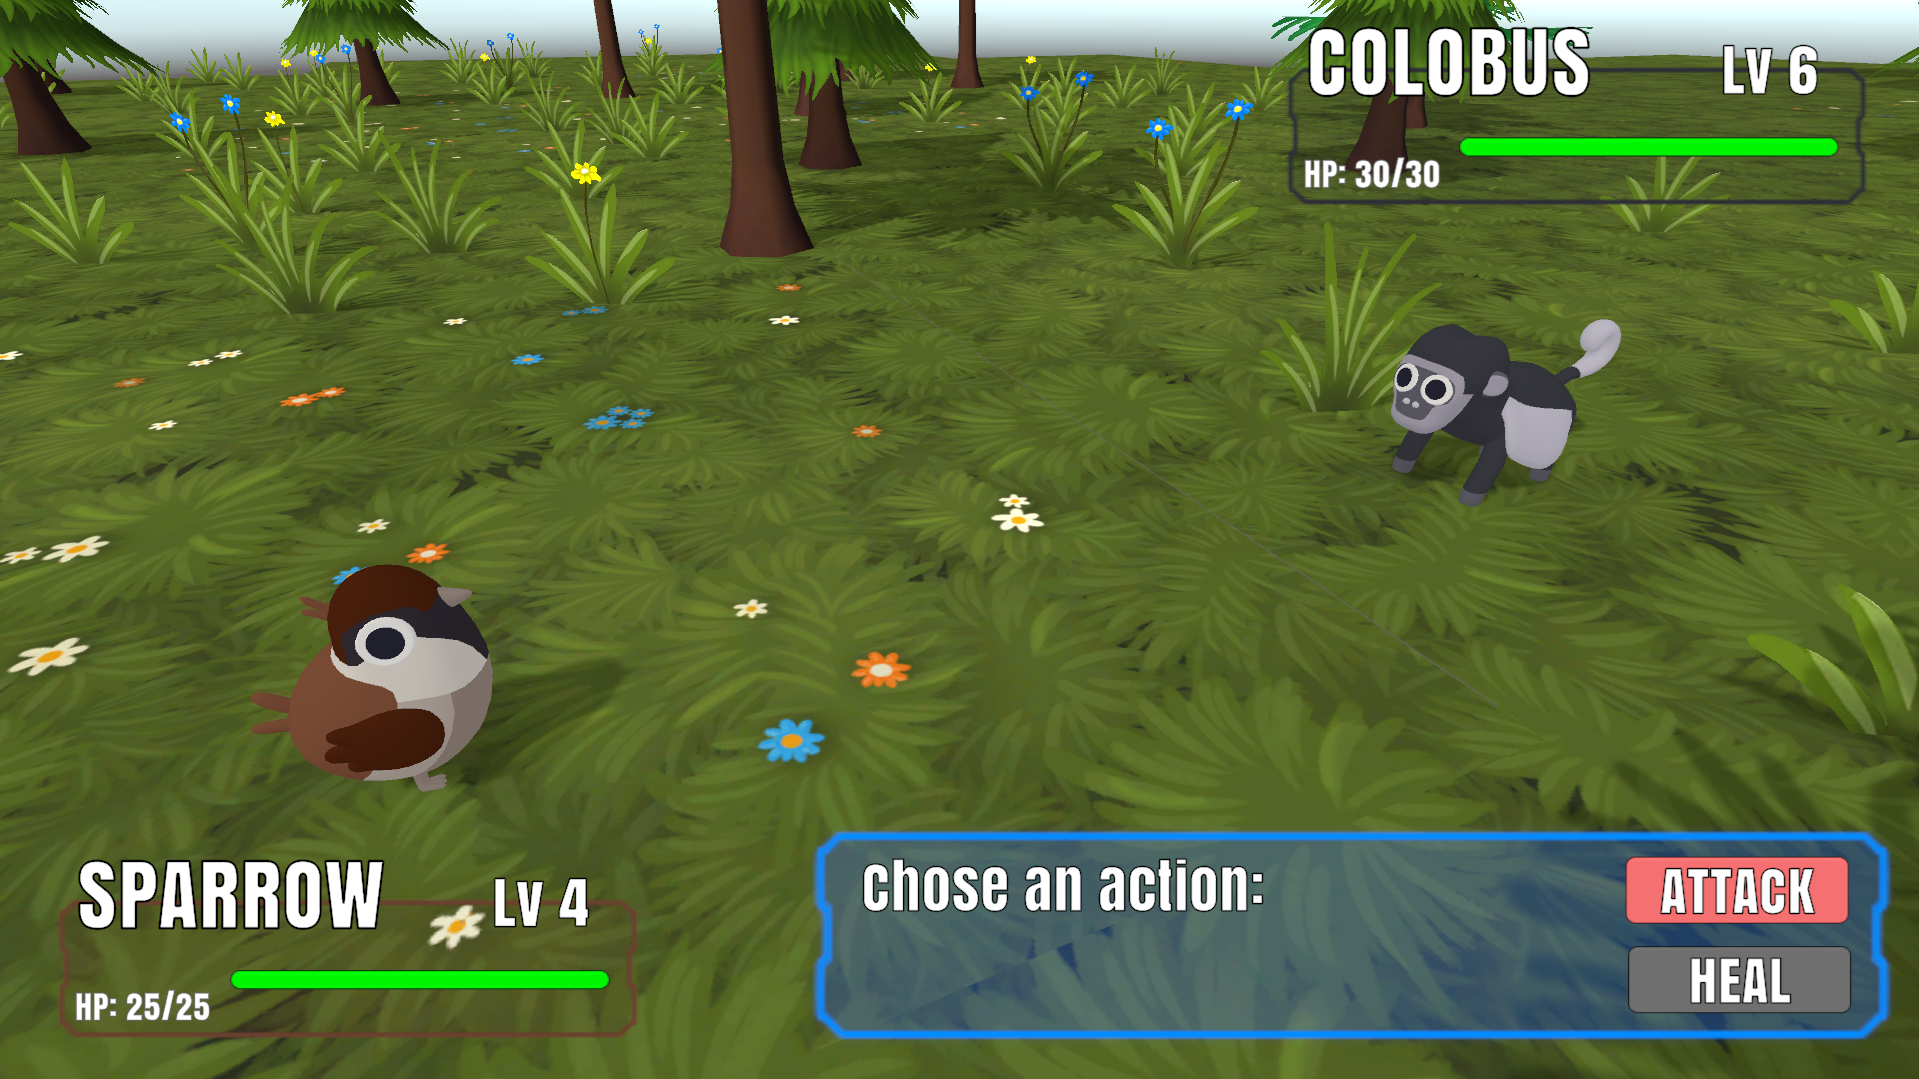 COLOBUS Lv 6
HP: 30/30
SPARROW Lv 4
HP: 25/25
Chose an action:
ATTACK
HEAL